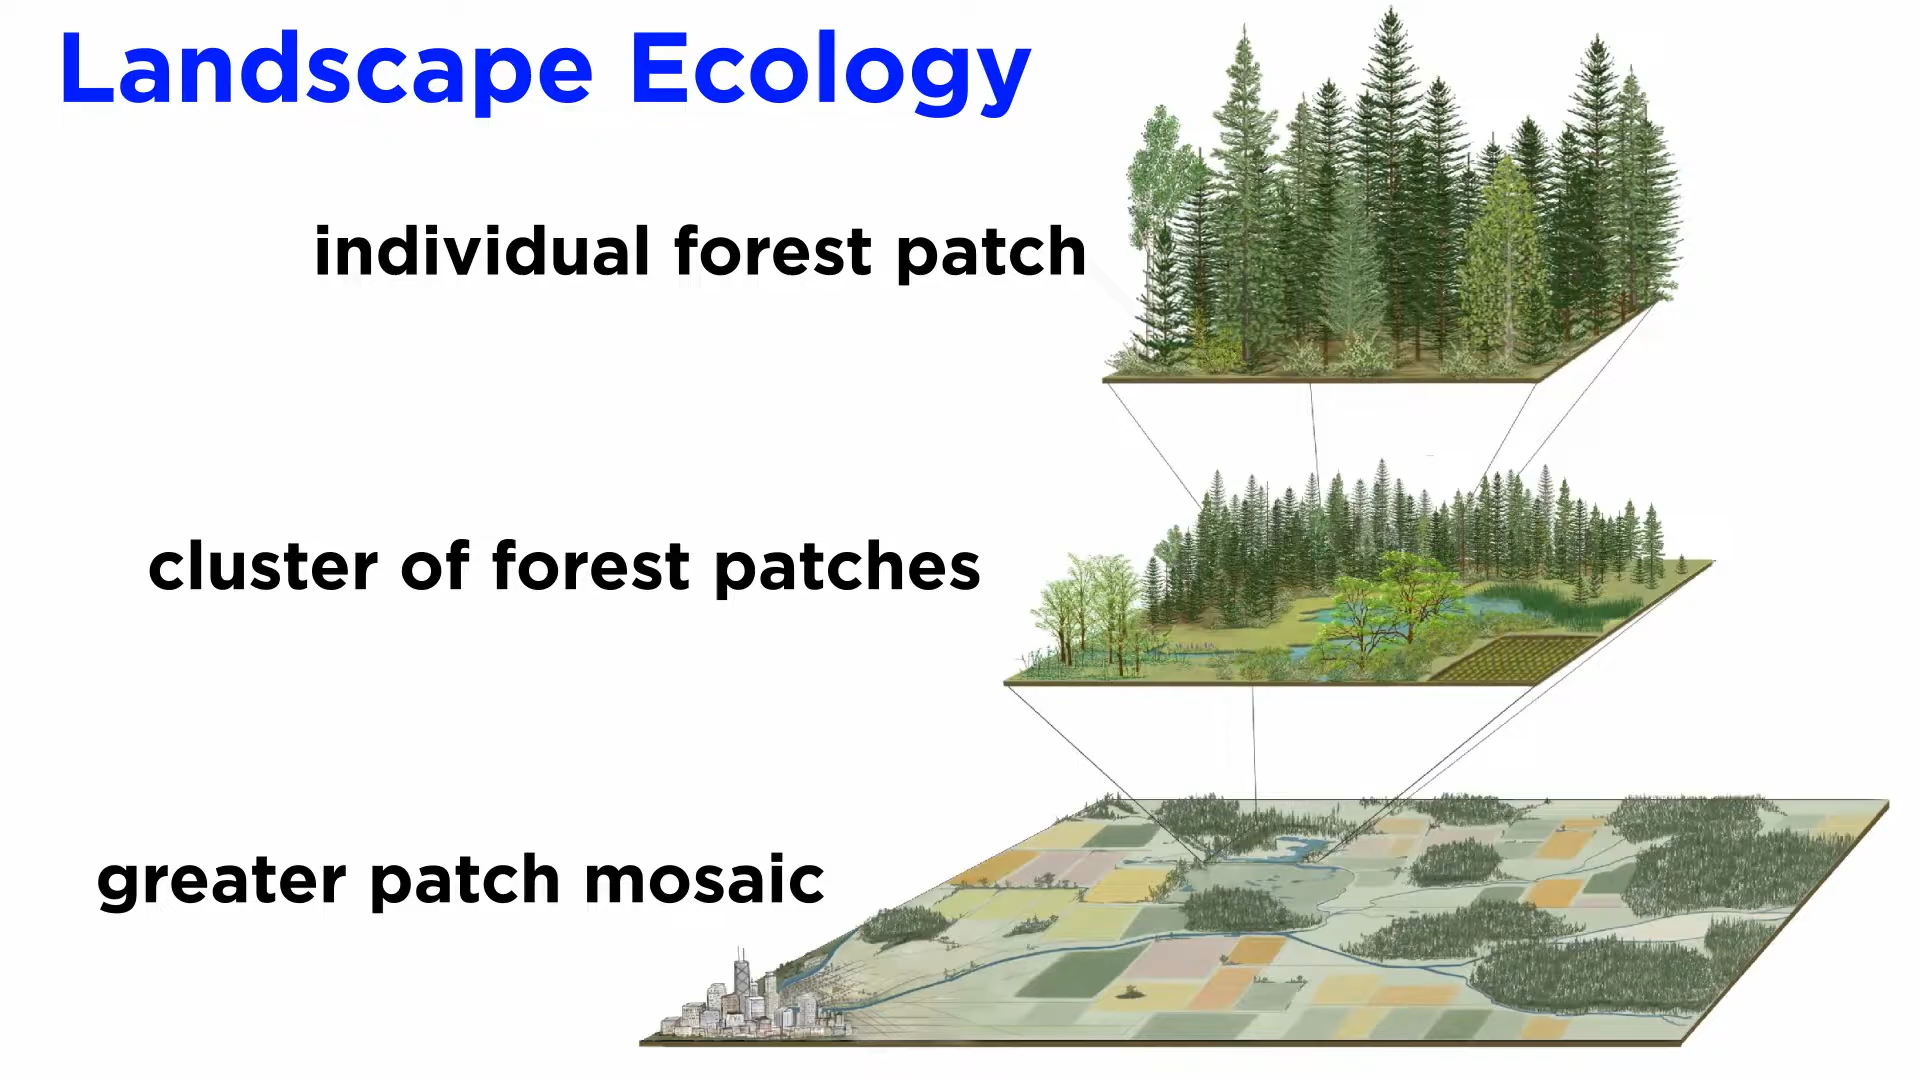 Landscape Ecology
individual forest patch
cluster of forest patches
greater patch mosaic